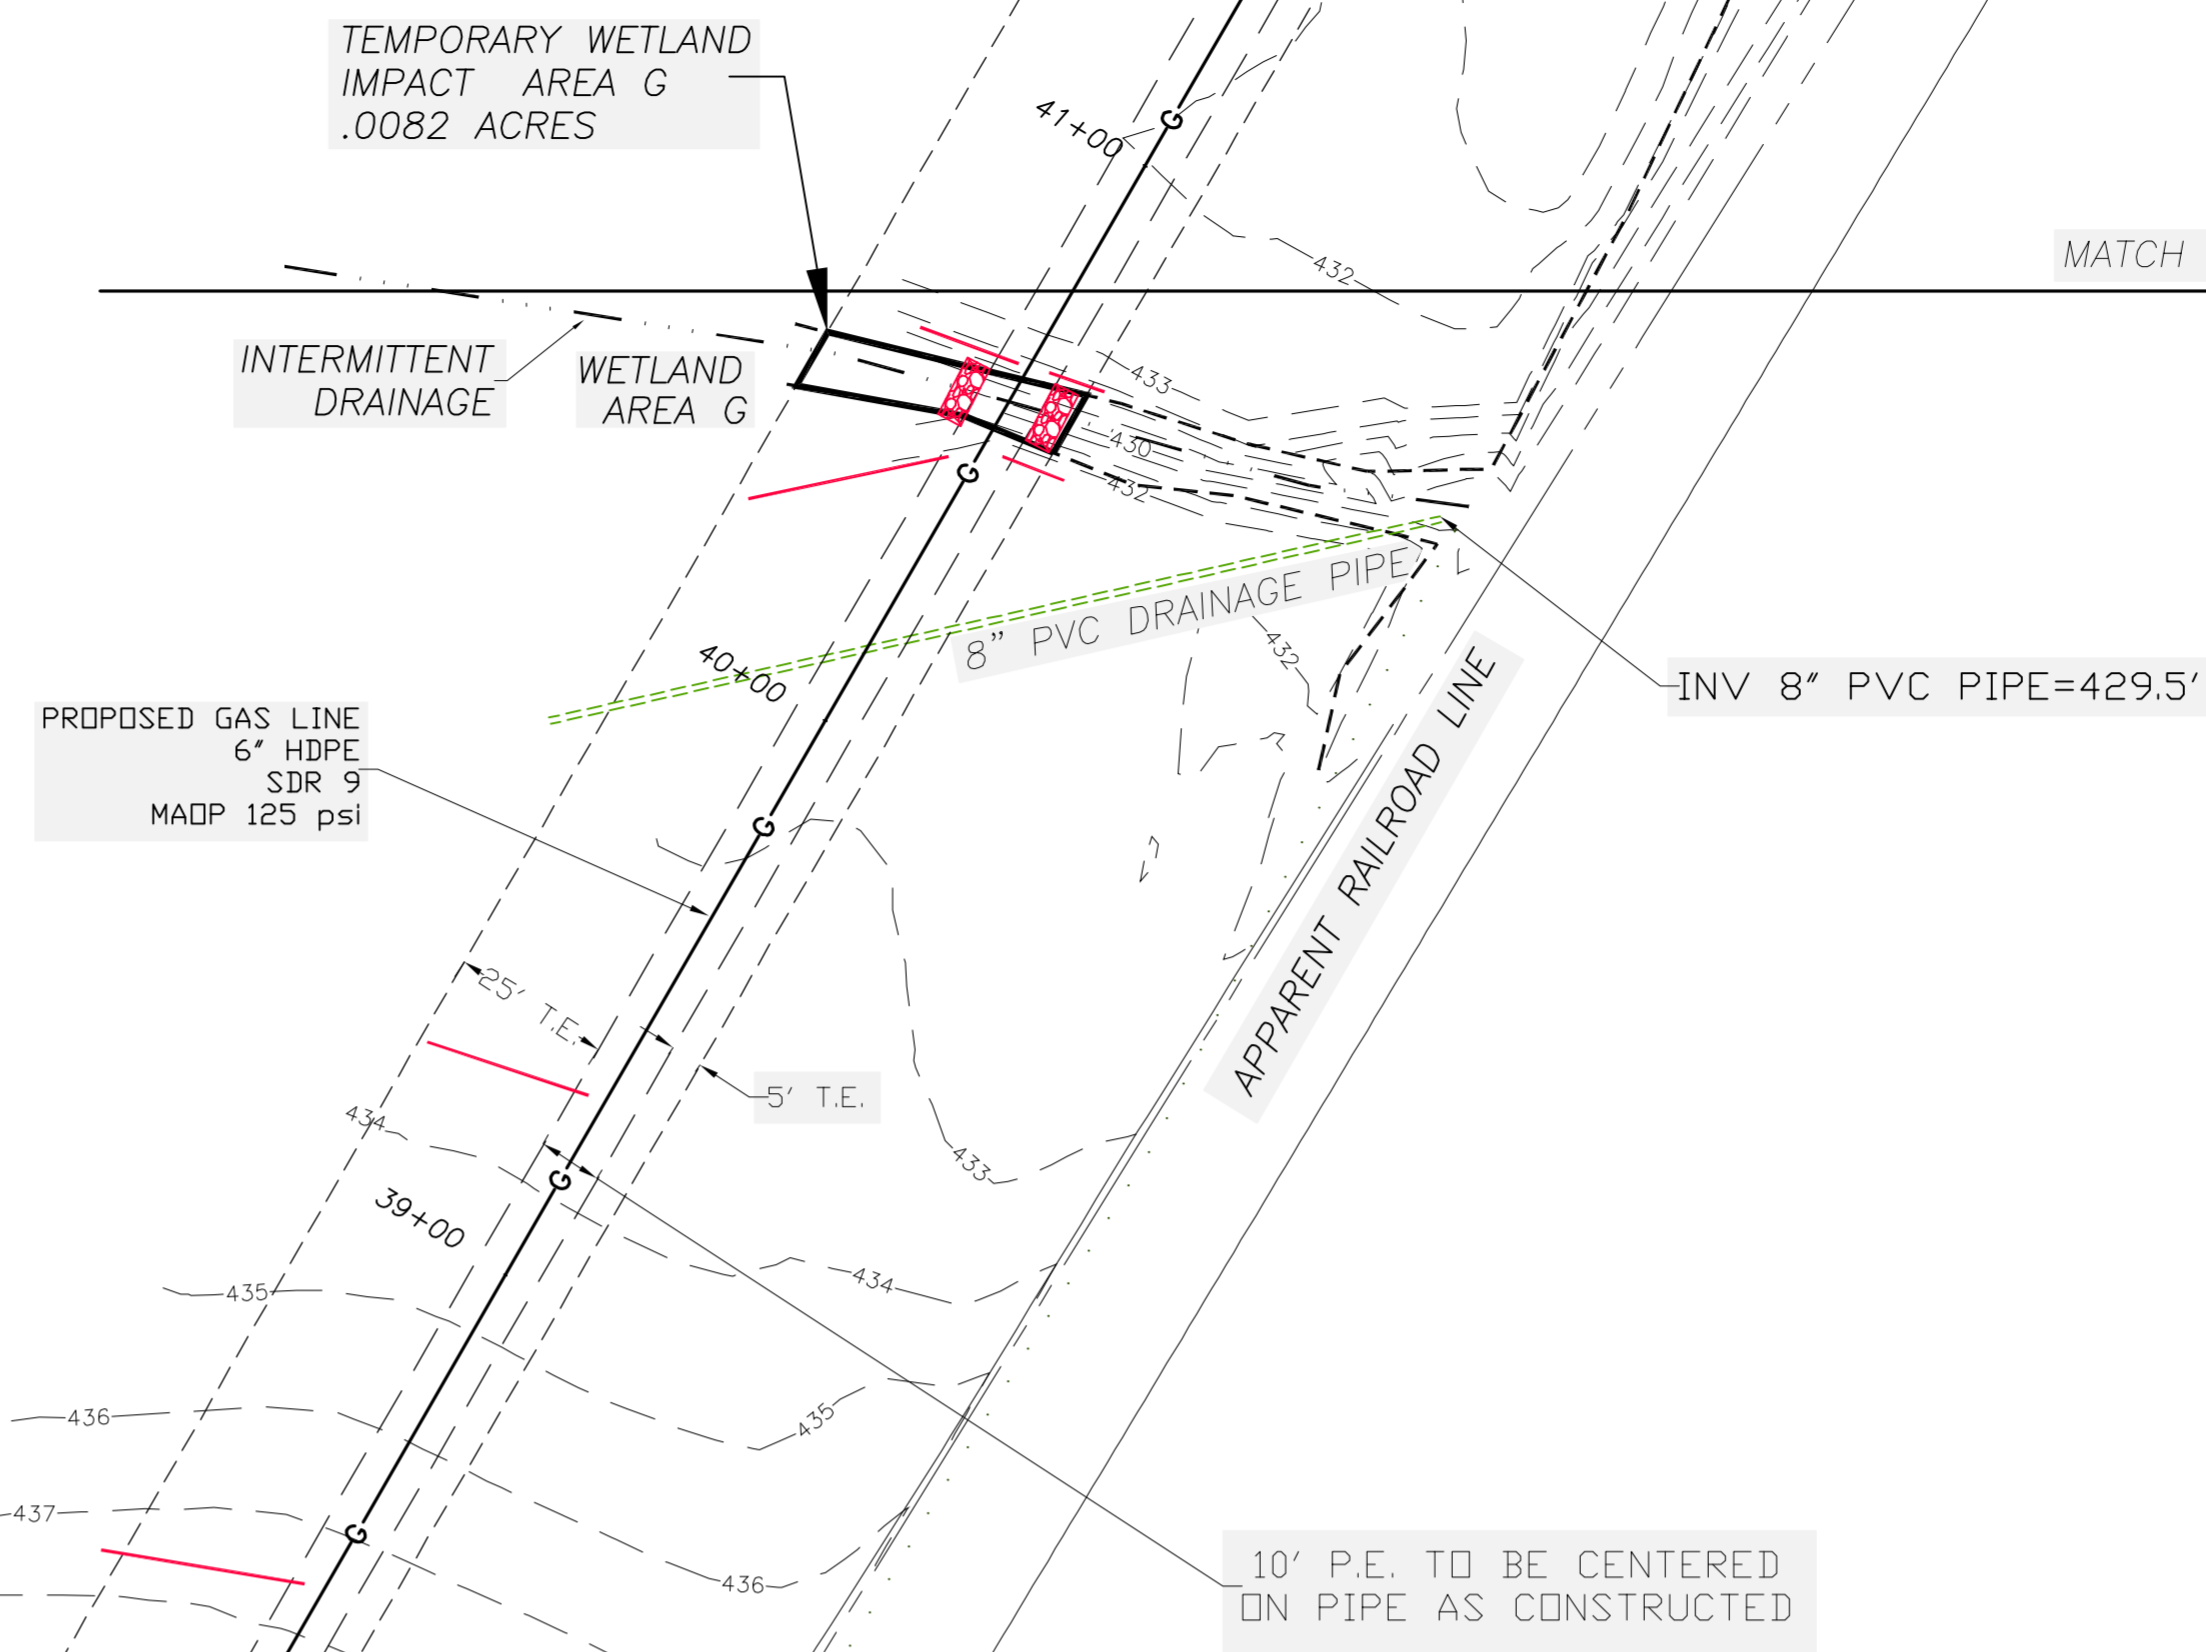 TEMPORARY WETLAND
IMPACT AREA G
.0082 ACRES
41+00
432
MATCH
INTERMITTENT
DRAINAGE
WETLAND
AREA G
433
430
432
G
G
8” PVC DRAINAGE PIPE
432
40+00
INV 8" PVC PIPE=429.5'
PROPOSED GAS LINE
6" HDPE
SDR 9
MAOP 125 psi
G
APPARENT RAILROAD LINE
25' T.E.
5' T.E.
434
433
G
39+00
434
435
435
436
437
G
436
10' P.E. TO BE CENTERED
ON PIPE AS CONSTRUCTED